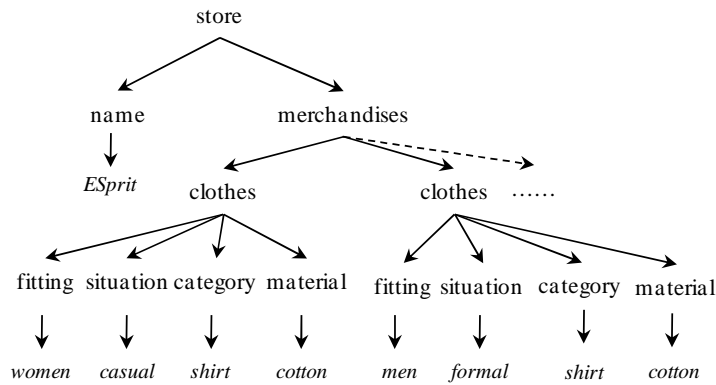 store
name merchandises
ESprit
clothes clothes ......
fitting situation category material fitting situation category material
women casual shirt cotton men formal shirt cotton